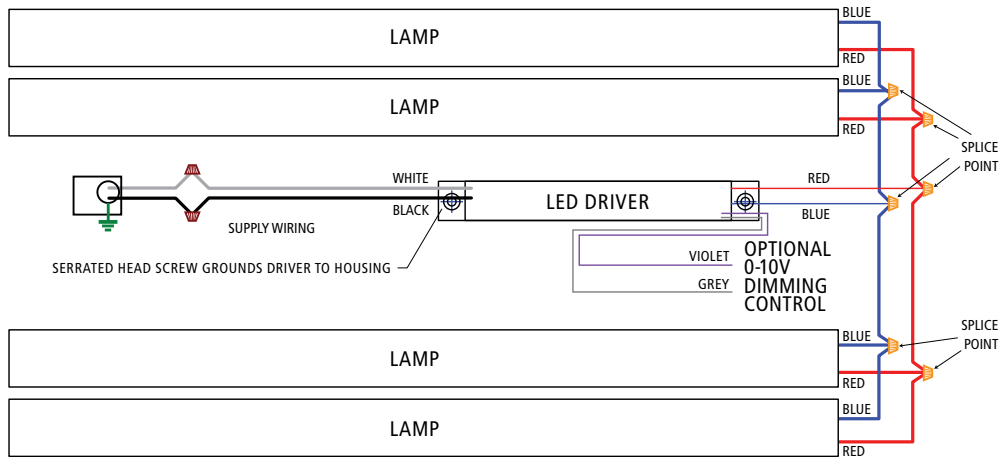 BLUE
LAMP
RED
BLUE
LAMP
RED
SPLICE
POINT
WHITE
RED
LED DRIVER
BLACK
BLUE
SUPPLY WIRING
SERRATED HEAD SCREW GROUNDS DRIVER TO HOUSING
VIOLET
GREY
OPTIONAL
0-10V
DIMMING
CONTROL
SPLICE
POINT
BLUE
LAMP
RED
BLUE
LAMP
RED